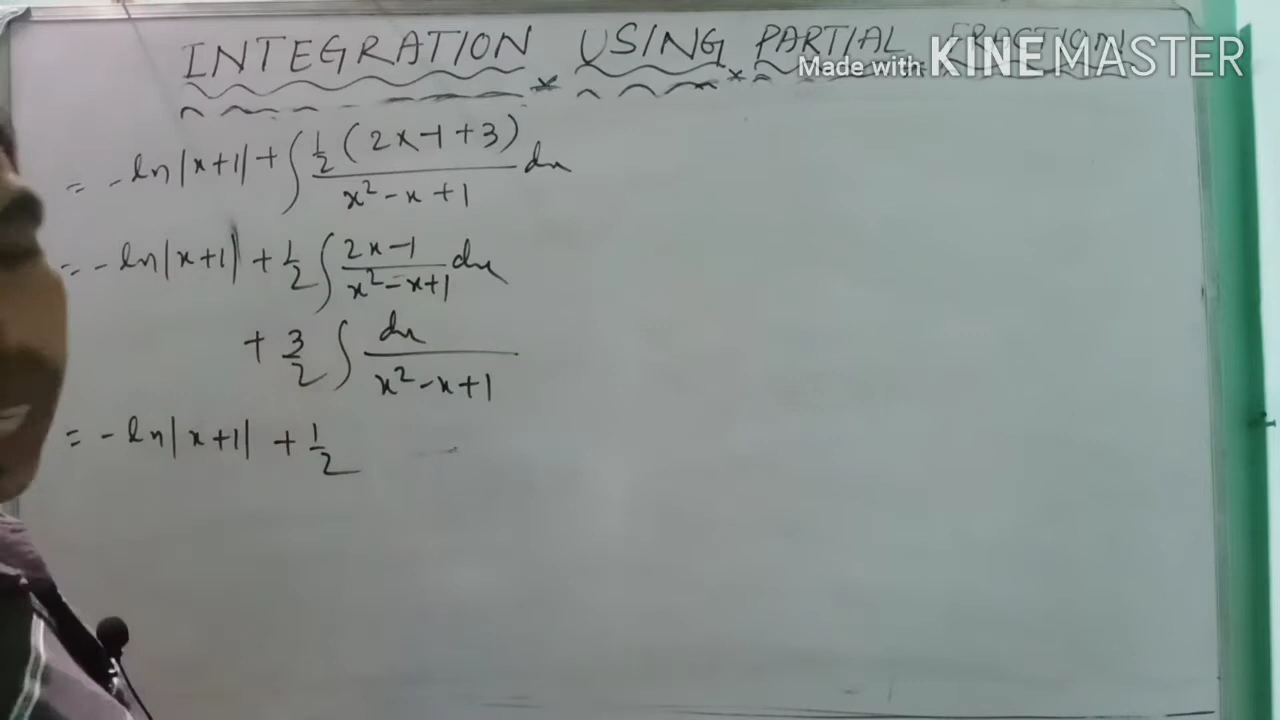 INTEGRATION USING PARTIAL FRACTION
Made with KINEMASTER
= -ln|x+1| + ∫ ½(2x-1+3) / x²-x+1 dx
= -ln|x+1| + ½ ∫ 2x-1 / x²-x+1 dx
+ 3/2 ∫ dx / x²-x+1
= -ln|x+1| + ½